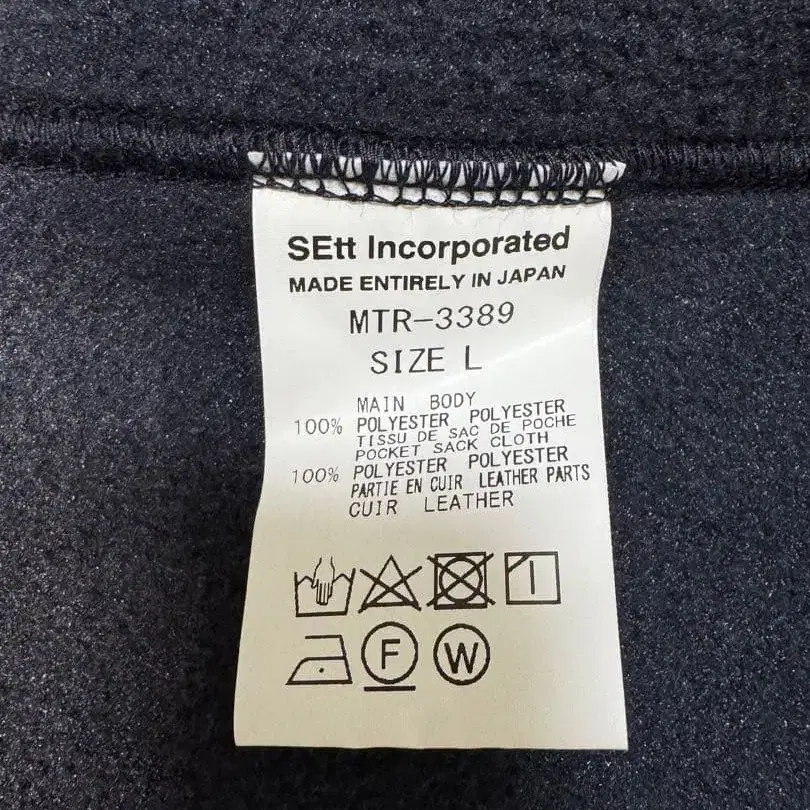 SEtt Incorporated
MADE ENTIRELY IN JAPAN
MTR-3389
SIZE L
MAIN BODY
100% POLYESTER POLYESTER
TISSU DE SAC DE POCHE
POCKET SACK CLOTH
100% POLYESTER POLYESTER
PARTIE EN CUIR LEATHER PARTS
CUIR LEATHER
F W